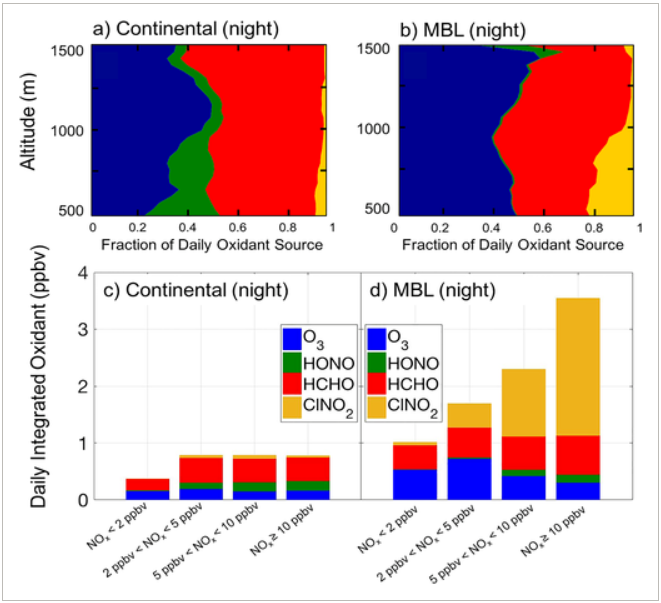 a) Continental (night)
b) MBL (night)
1500
1000
500
Altitude (m)
0 0.2 0.4 0.6 0.8 1
Fraction of Daily Oxidant Source
1500
1000
500
0 0.2 0.4 0.6 0.8 1
Fraction of Daily Oxidant Source
Daily Integrated Oxidant (ppbv)
4
3
2
1
0
c) Continental (night)
d) MBL (night)
O₃
HONO
HCHO
ClNO₂
O₃
HONO
HCHO
ClNO₂
NOₓ < 2 ppbv
2 ppbv < NOₓ < 5 ppbv
5 ppbv < NOₓ < 10 ppbv
NOₓ ≥ 10 ppbv
NOₓ < 2 ppbv
2 ppbv < NOₓ < 5 ppbv
5 ppbv < NOₓ < 10 ppbv
NOₓ ≥ 10 ppbv